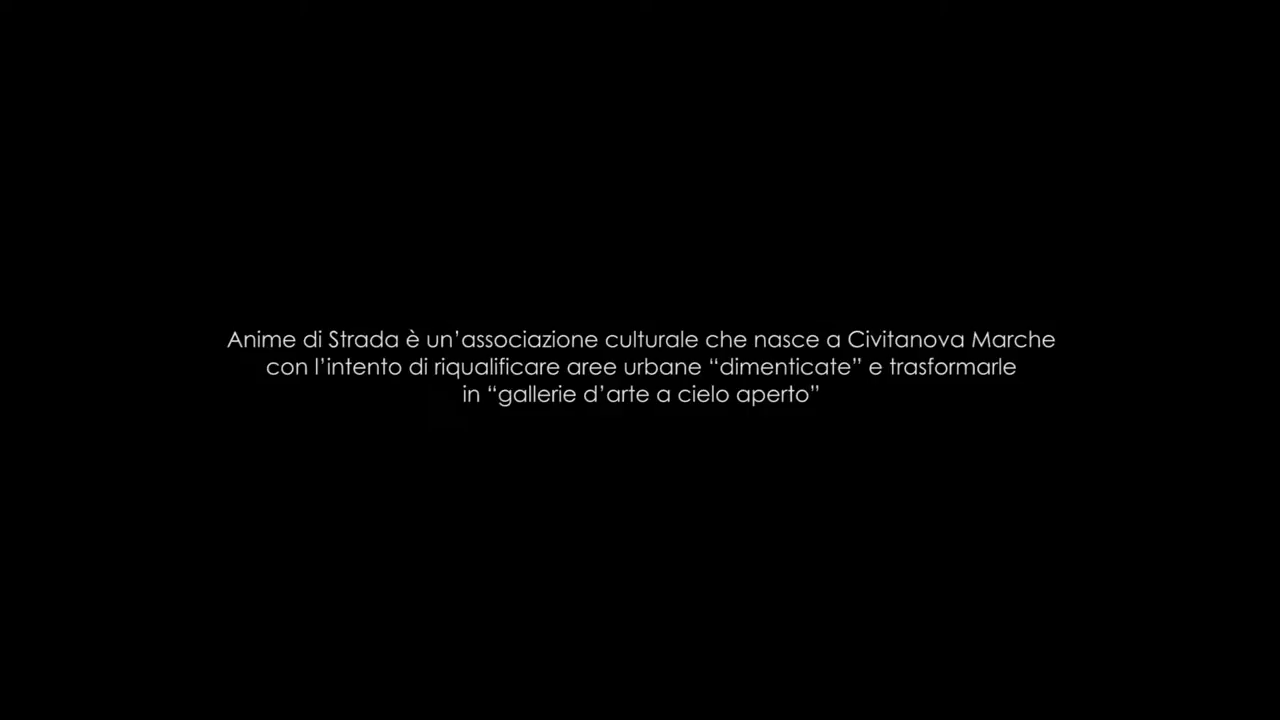 Anime di Strada è un’associazione culturale che nasce a Civitanova Marche
con l’intento di riqualificare aree urbane “dimenticate” e trasformarle
in “gallerie d’arte a cielo aperto”